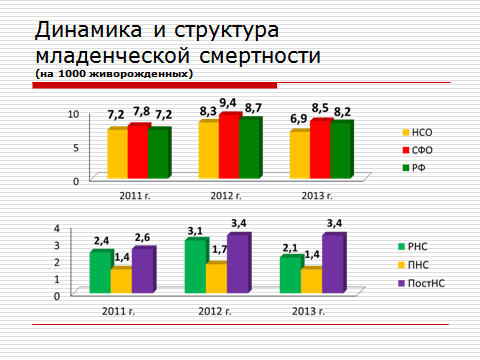 Динамика и структура
младенческой смертности
(на 1000 живорожденных)
7,2 7,8 7,2 8,3 9,4 8,7 6,9 8,5 8,2
10
5
0
2011 г. 2012 г. 2013 г.
НСО
СФО
РФ
2,4 1,4 2,6 3,1 1,7 3,4 2,1 1,4 3,4
4
3
2
1
0
2011 г. 2012 г. 2013 г.
РНС
ПНС
ПостНС